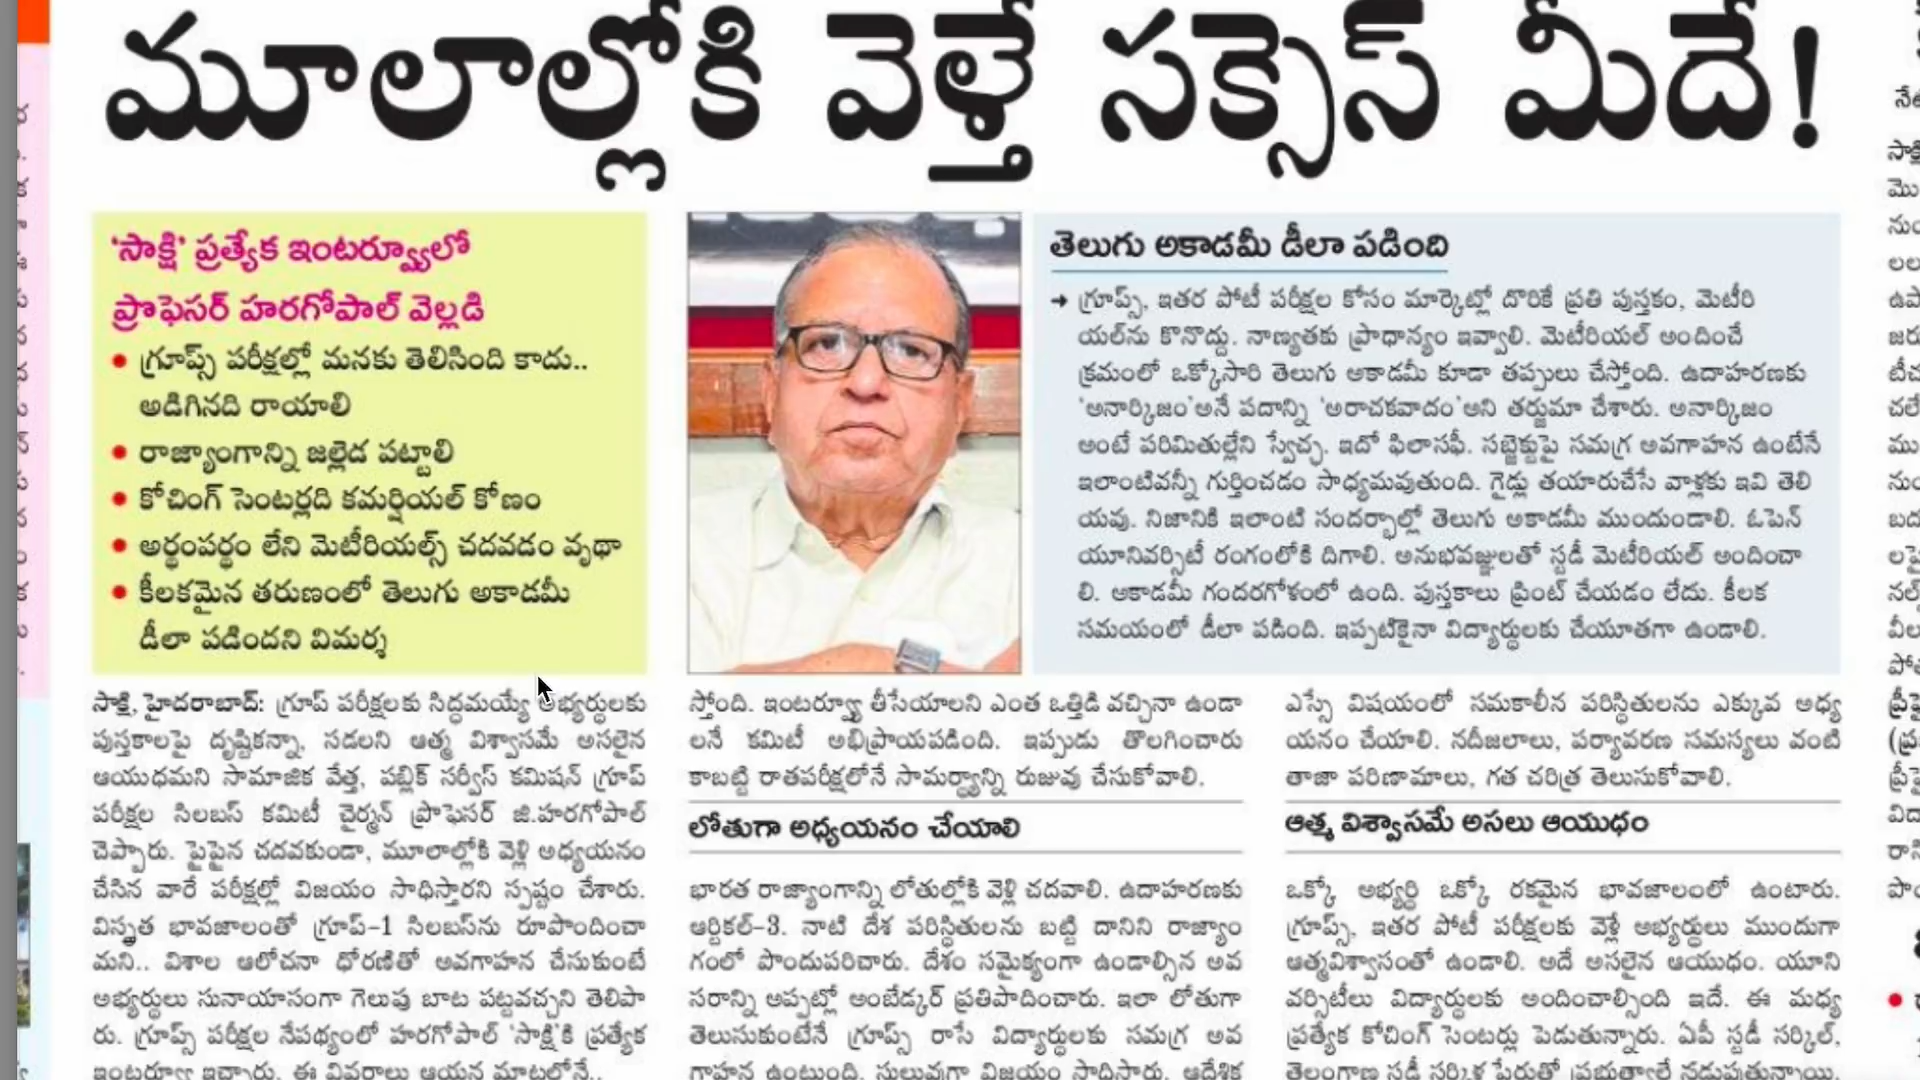 మూలాల్లోకి వెళ్తే సక్సెస్ మీదే!
‘సాక్షి’ ప్రత్యేక ఇంటర్వ్యూలో
ప్రొఫెసర్ హరగోపాల్ వెల్లడి
● గ్రూప్స్ పరీక్షల్లో మనకు తెలిసింది కాదు..
అడిగినది రాయాలి
● రాజ్యాంగాన్ని జల్లెడ పట్టాలి
● కోచింగ్ సెంటర్లది కమర్షియల్ కోణం
● అర్థంపర్థం లేని మెటీరియల్స్ చదవడం వృథా
● కీలకమైన తరుణంలో తెలుగు అకాడమీ
డీలా పడిందని విమర్శ
తెలుగు అకాడమీ డీలా పడింది
➜ గ్రూప్స్, ఇతర పోటీ పరీక్షల కోసం మార్కెట్లో దొరికే ప్రతి పుస్తకం, మెటీరి
యల్‌ను కొనొద్దు. నాణ్యతకు ప్రాధాన్యం ఇవ్వాలి. మెటీరియల్ అందించే
క్రమంలో ఒక్కోసారి తెలుగు అకాడమీ కూడా తప్పులు చేస్తోంది. ఉదాహరణకు
‘అనార్కిజం’అనే పదాన్ని ‘అరాచకవాదం’అని తర్జుమా చేశారు. అనార్కిజం
అంటే పరిమితుల్లేని స్వేచ్ఛ. ఇదో ఫిలాసఫీ. సబ్జెక్టుపై సమగ్ర అవగాహన ఉంటేనే
ఇలాంటివన్నీ గుర్తించడం సాధ్యమవుతుంది. గైడ్లు తయారుచేసే వాళ్లకు ఇవి తెలి
యవు. నిజానికి ఇలాంటి సందర్భాల్లో తెలుగు అకాడమీ ముందుండాలి. ఓపెన్
యూనివర్సిటీ రంగంలోకి దిగాలి. అనుభవజ్ఞులతో స్టడీ మెటీరియల్ అందించా
లి. అకాడమీ గందరగోళంలో ఉంది. పుస్తకాలు ప్రింట్ చేయడం లేదు. కీలక
సమయంలో డీలా పడింది. ఇప్పటికైనా విద్యార్థులకు చేయూతగా ఉండాలి.
సాక్షి, హైదరాబాద్: గ్రూప్ పరీక్షలకు సిద్ధమయ్యే అభ్యర్థులకు
పుస్తకాలపై దృష్టికన్నా, సడలని ఆత్మ విశ్వాసమే అసలైన
ఆయుధమని సామాజిక వేత్త, పబ్లిక్ సర్వీస్ కమిషన్ గ్రూప్
పరీక్షల సిలబస్ కమిటీ చైర్మన్ ప్రొఫెసర్ జి.హరగోపాల్
చెప్పారు. పైపైన చదవకుండా, మూలాల్లోకి వెళ్లి అధ్యయనం
చేసిన వారే పరీక్షల్లో విజయం సాధిస్తారని స్పష్టం చేశారు.
విస్తృత భావజాలంతో గ్రూప్–1 సిలబస్‌ను రూపొందించా
మని.. విశాల ఆలోచనా ధోరణితో అవగాహన చేసుకుంటే
అభ్యర్థులు సునాయాసంగా గెలుపు బాట పట్టవచ్చని తెలిపా
రు. గ్రూప్స్ పరీక్షల నేపథ్యంలో హరగోపాల్ ‘సాక్షి’కి ప్రత్యేక
ఇంటర్వ్యూ ఇచ్చారు. ఈ వివరాలు ఆయన మాటల్లోనే..
స్తోంది. ఇంటర్వ్యూ తీసేయాలని ఎంత ఒత్తిడి వచ్చినా ఉండా
లనే కమిటీ అభిప్రాయపడింది. ఇప్పుడు తొలగించారు
కాబట్టి రాతపరీక్షలోనే సామర్థ్యాన్ని రుజువు చేసుకోవాలి.
లోతుగా అధ్యయనం చేయాలి
భారత రాజ్యాంగాన్ని లోతుల్లోకి వెళ్లి చదవాలి. ఉదాహరణకు
ఆర్టికల్–3. నాటి దేశ పరిస్థితులను బట్టి దానిని రాజ్యాం
గంలో పొందుపరిచారు. దేశం సమైక్యంగా ఉండాల్సిన అవ
సరాన్ని అప్పట్లో అంబేడ్కర్ ప్రతిపాదించారు. ఇలా లోతుగా
తెలుసుకుంటేనే గ్రూప్స్ రాసే విద్యార్థులకు సమగ్ర అవ
గాహన ఉంటుంది. సులువుగా విజయం సాధిస్తారు. ఆదేశిక
ఎస్సే విషయంలో సమకాలీన పరిస్థితులను ఎక్కువ అధ్య
యనం చేయాలి. నదీజలాలు, పర్యావరణ సమస్యలు వంటి
తాజా పరిణామాలు, గత చరిత్ర తెలుసుకోవాలి.
ఆత్మ విశ్వాసమే అసలు ఆయుధం
ఒక్కో అభ్యర్థి ఒక్కో రకమైన భావజాలంలో ఉంటారు.
గ్రూప్స్, ఇతర పోటీ పరీక్షలకు వెళ్లే అభ్యర్థులు ముందుగా
ఆత్మవిశ్వాసంతో ఉండాలి. అదే అసలైన ఆయుధం. యూని
వర్సిటీలు విద్యార్థులకు అందించాల్సింది ఇదే. ఈ మధ్య
ప్రత్యేక కోచింగ్ సెంటర్లు పెడుతున్నారు. ఏపీ స్టడీ సర్కిల్,
తెలంగాణ స్టడీ సర్కిళ్ల పేరుతో ప్రభుత్వాలే నడుపుతున్నాయి.